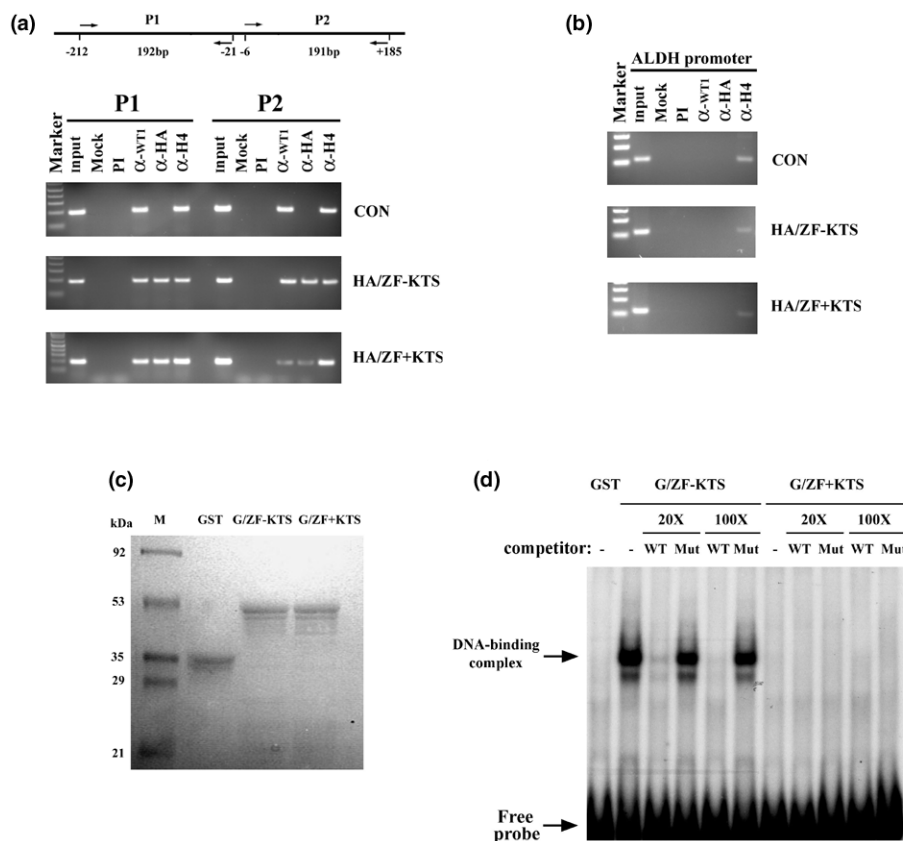 (a)
P1 P2
-212 192bp -21 -6 191bp +185
P1 P2
Marker Input Mock PI α-WT1 α-HA α-H4 Input Mock PI α-WT1 α-HA α-H4
CON
HA/ZF-KTS
HA/ZF+KTS
(b)
ALDH promoter
Marker Input Mock PI α-WT1 α-HA α-H4
CON
HA/ZF-KTS
HA/ZF+KTS
(c)
kDa M GST G/ZF-KTS G/ZF+KTS
92
53
35
29
21
(d)
GST G/ZF-KTS G/ZF+KTS
20X 100X 20X 100X
competitor: - - WT Mut WT Mut - WT Mut WT Mut
DNA-binding
complex
Free
probe